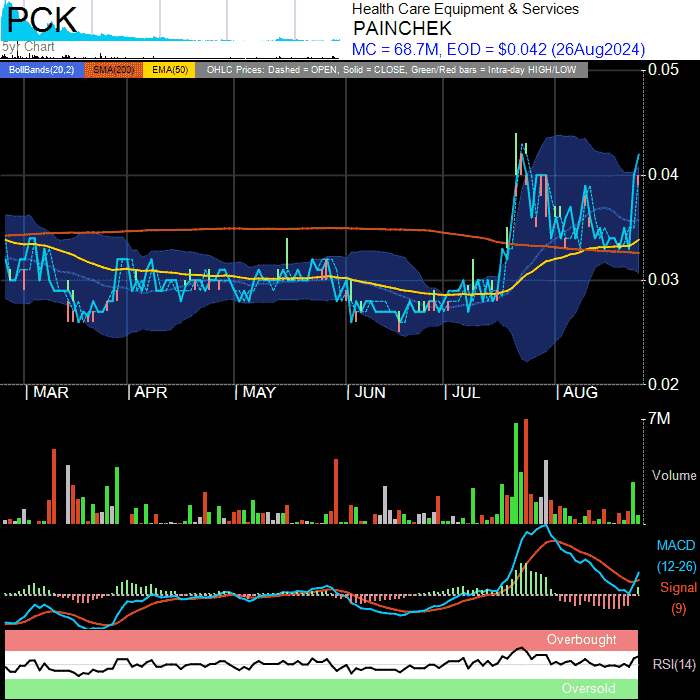 PCK
5yr Chart
Health Care Equipment & Services
PAINCHEK
MC = 68.7M, EOD = $0.042 (26Aug2024)
BollBands(20,2) SMA(200) EMA(50) OHLC Prices: Dashed = OPEN, Solid = CLOSE, Green/Red bars = Intra-day HIGH/LOW
0.05
0.04
0.03
0.02
MAR APR MAY JUN JUL AUG
7M
Volume
MACD
(12-26)
Signal
(9)
Overbought
RSI(14)
Oversold